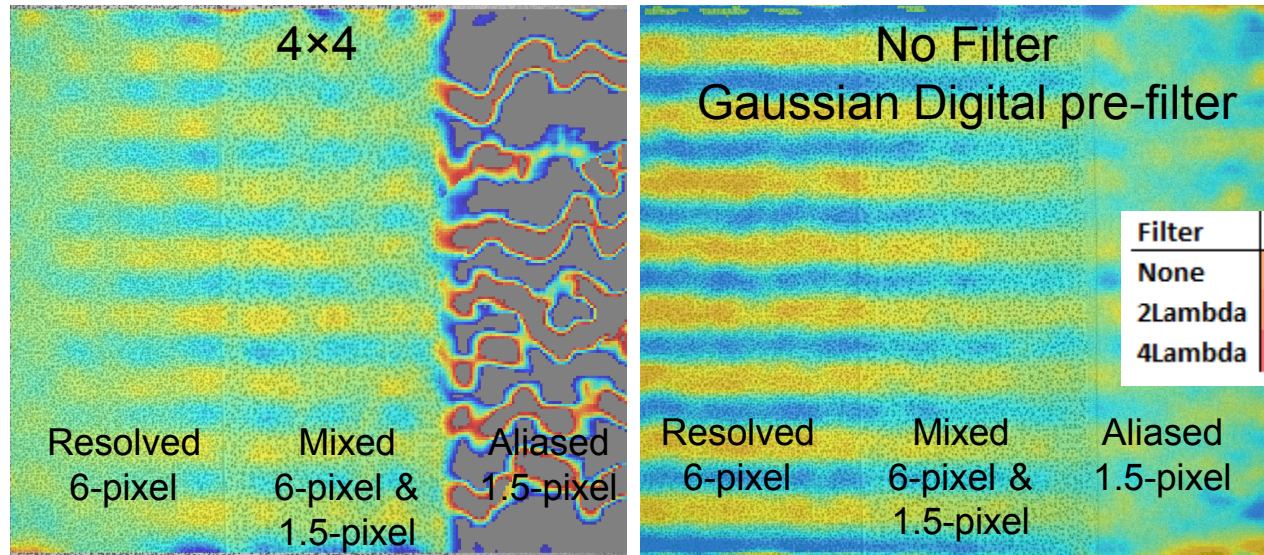 4×4
Resolved
6-pixel
Mixed
6-pixel &
1.5-pixel
Aliased
1.5-pixel
No Filter
Gaussian Digital pre-filter
Filter
None
2Lambda
4Lambda
Resolved
6-pixel
Mixed
6-pixel &
1.5-pixel
Aliased
1.5-pixel